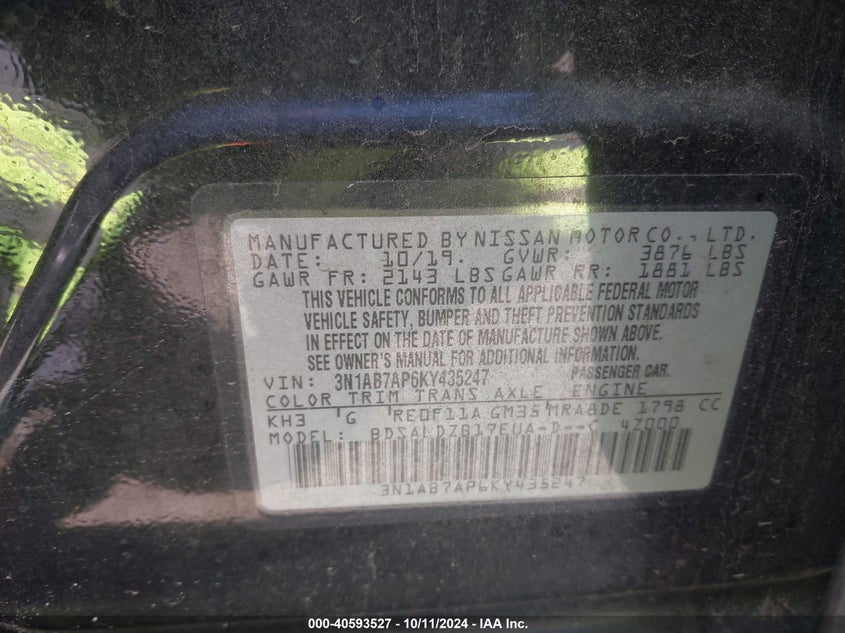 MANUFACTURED BY NISSAN MOTOR CO., LTD.
DATE: 10/19. GVWR: 3876 LBS
GAWR FR: 2143 LBS GAWR RR: 1881 LBS
THIS VEHICLE CONFORMS TO ALL APPLICABLE FEDERAL MOTOR
VEHICLE SAFETY, BUMPER AND THEFT PREVENTION STANDARDS
IN EFFECT ON THE DATE OF MANUFACTURE SHOWN ABOVE.
SEE OWNER'S MANUAL FOR ADDITIONAL INFORMATION.
VIN: 3N1AB7AP6KY435247 PASSENGER CAR.
COLOR TRIM TRANS AXLE ENGINE
KH3 G RE0F11A GM35 MRA8DE 1798 CC
MODEL: BDSALDZB17EUA-D--C 4Z000
3N1AB7AP6KY435247
000-40593527 - 10/11/2024 - IAA Inc.